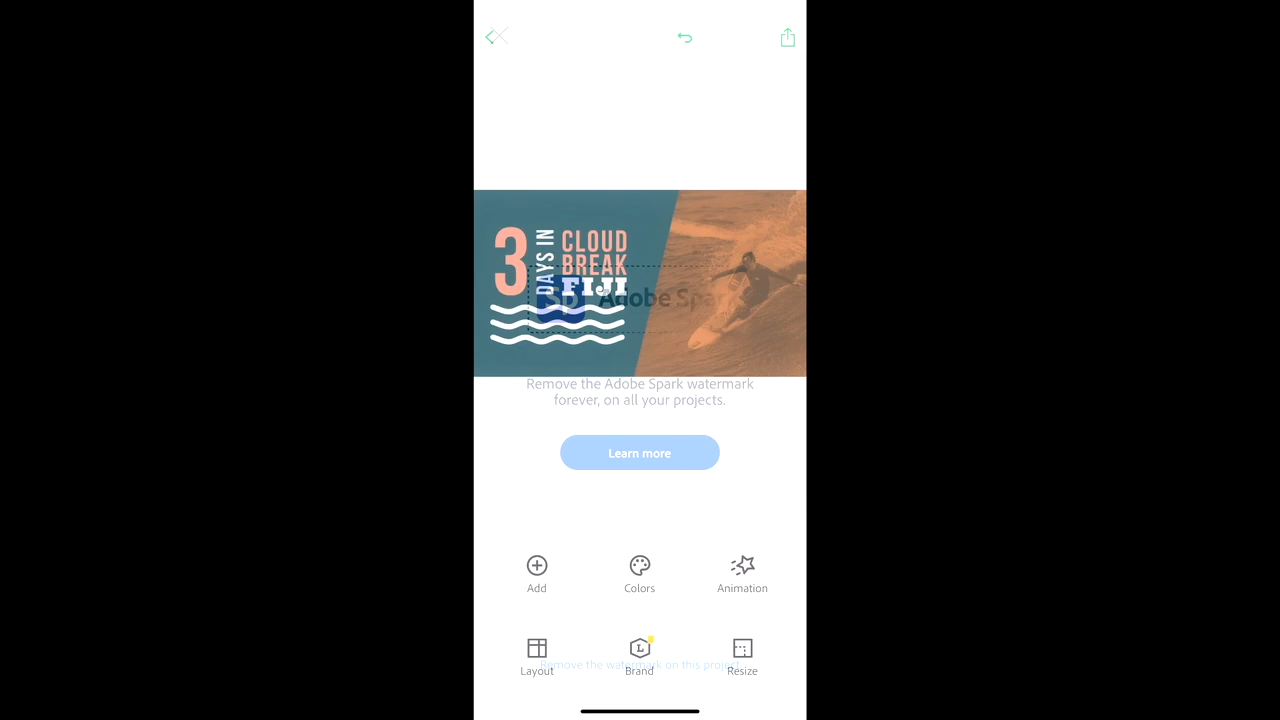 3 DAYS IN CLOUD
BREAK
FIJI
Sp Adobe Spark
Remove the Adobe Spark watermark
forever, on all your projects.
Learn more
Add Colors Animation
Layout Brand Resize
Remove the watermark on this project